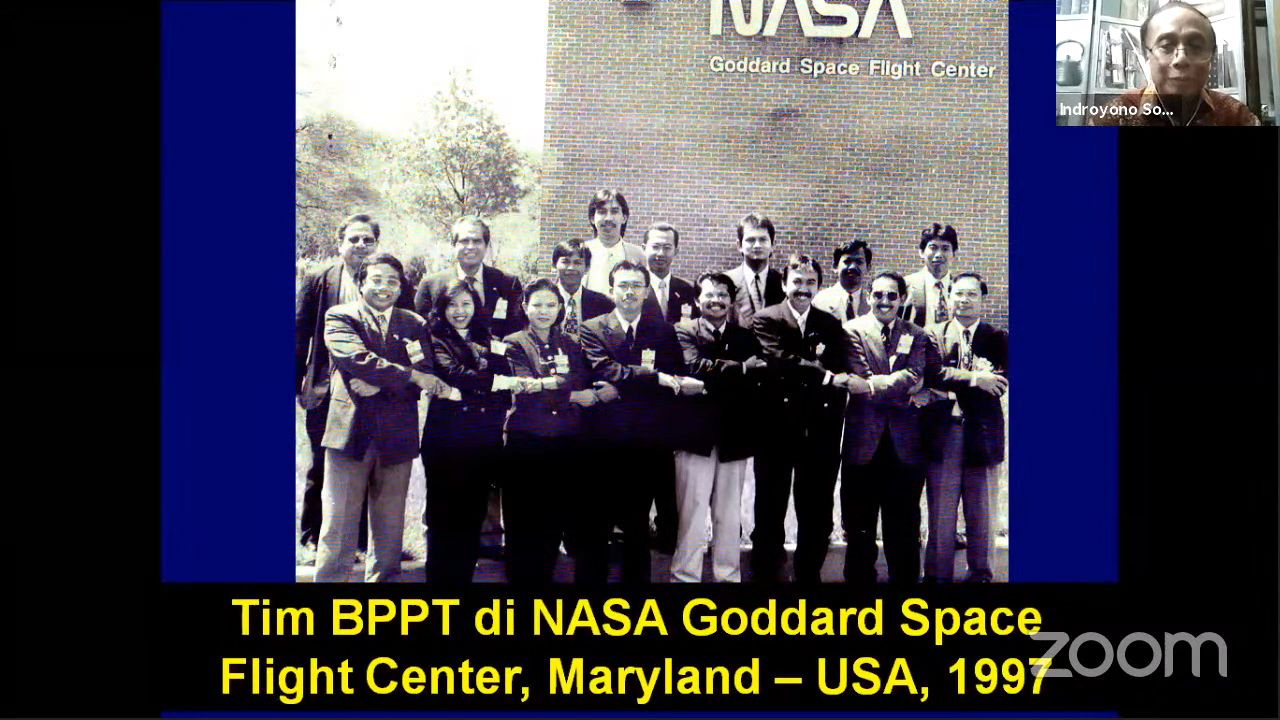 NASA
Goddard Space Flight Center
Indroyono So...
Tim BPPT di NASA Goddard Space
Flight Center, Maryland – USA, 1997
zoom